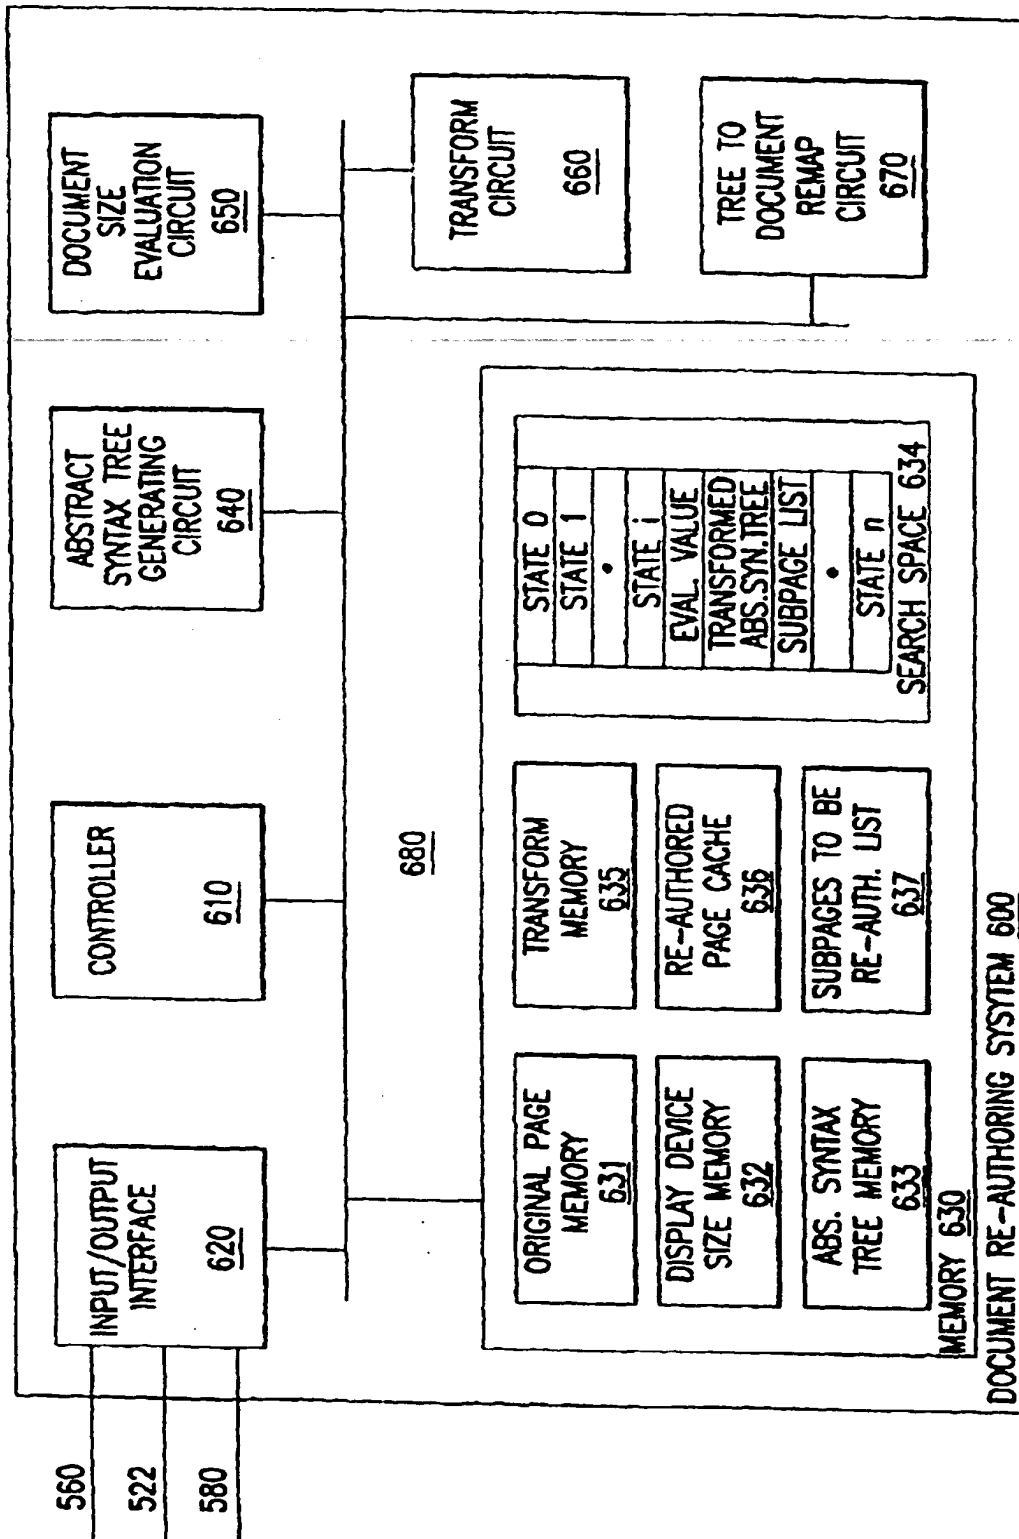 560
522
580
INPUT/OUTPUT
INTERFACE
620
CONTROLLER
610
ABSTRACT
SYNTAX TREE
GENERATING
CIRCUIT
640
DOCUMENT
SIZE
EVALUATION
CIRCUIT
650
TRANSFORM
CIRCUIT
660
TREE TO
DOCUMENT
REMAP
CIRCUIT
670
680
ORIGINAL PAGE
MEMORY
631
DISPLAY DEVICE
SIZE MEMORY
632
ABS. SYNTAX
TREE MEMORY
633
TRANSFORM
MEMORY
635
RE-AUTHORED
PAGE CACHE
636
SUBPAGES TO BE
RE-AUTH. LIST
637
STATE 0
STATE 1
•
STATE i
EVAL. VALUE
TRANSFORMED
ABS.SYN.TREE
SUBPAGE LIST
•
STATE n
SEARCH SPACE 634
MEMORY 630
DOCUMENT RE-AUTHORING SYSYTEM 600